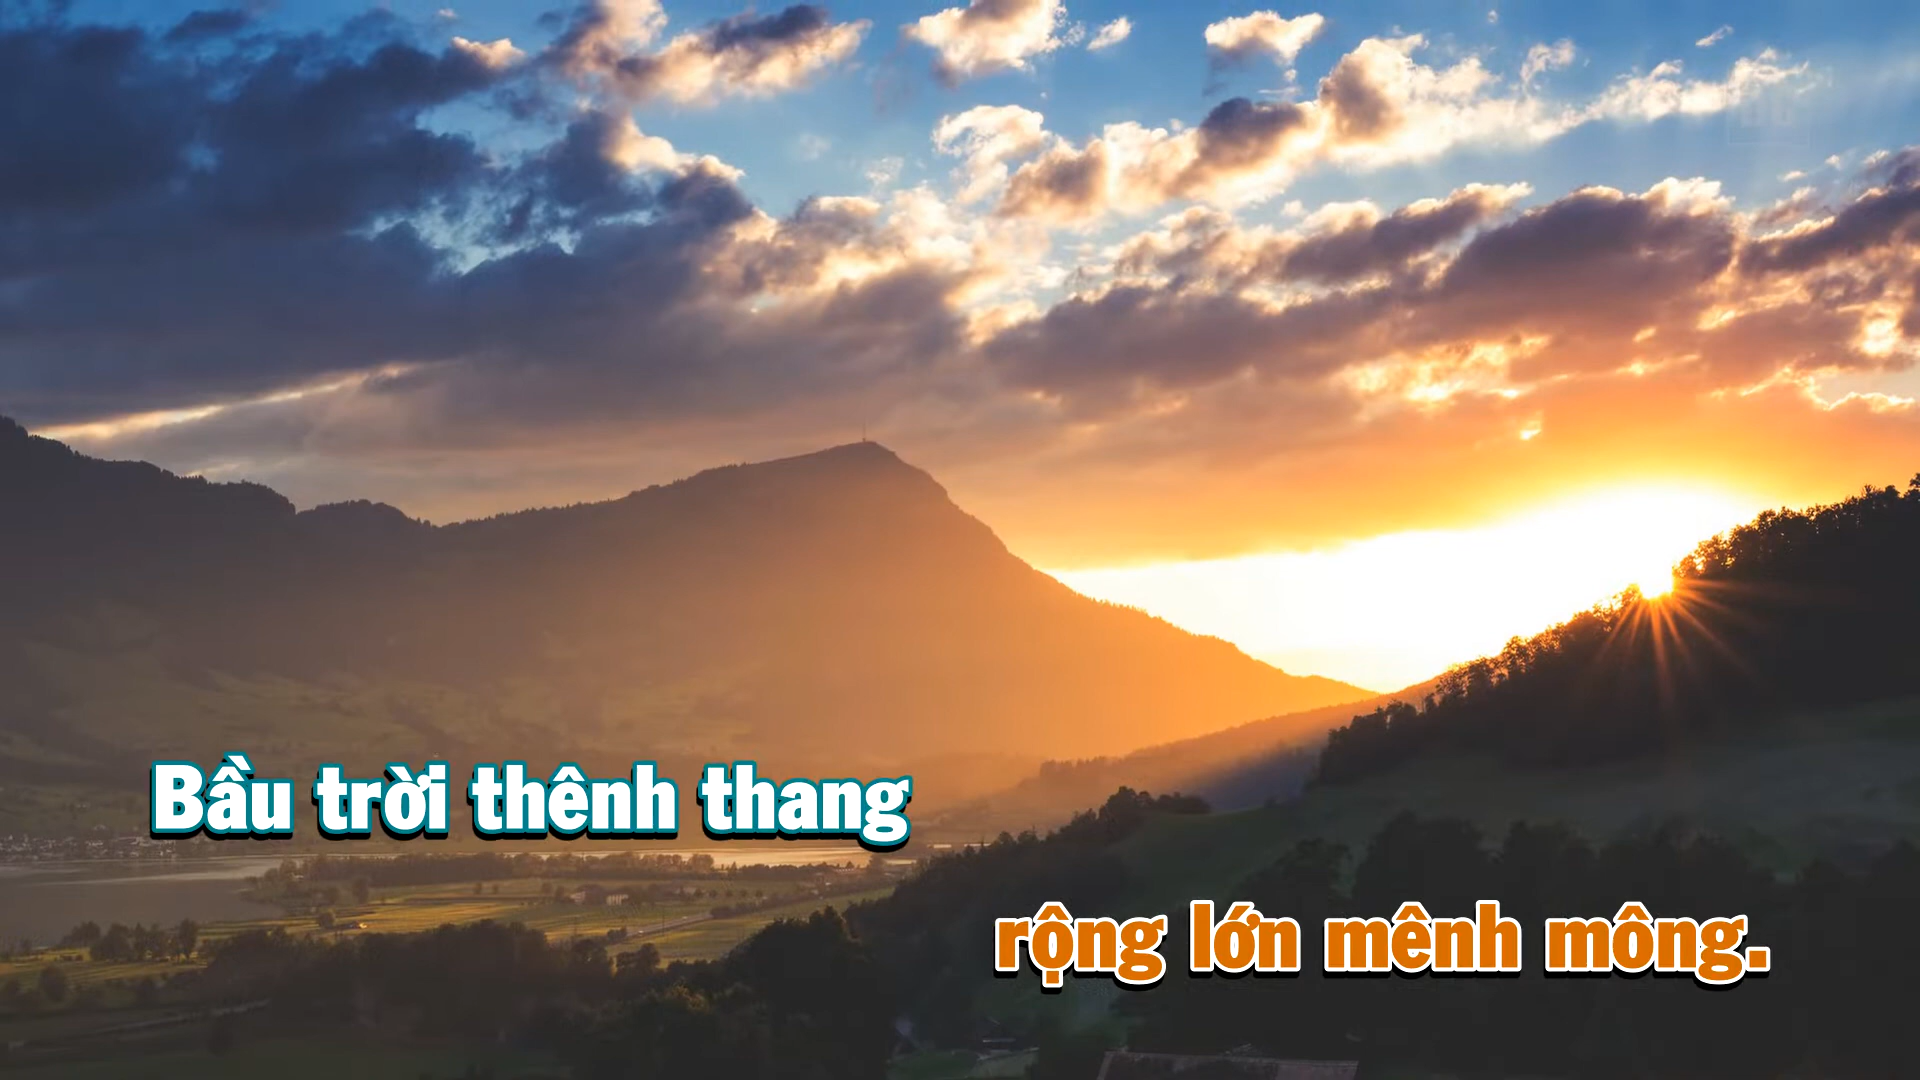 Bầu trời thênh thang
rộng lớn mênh mông.